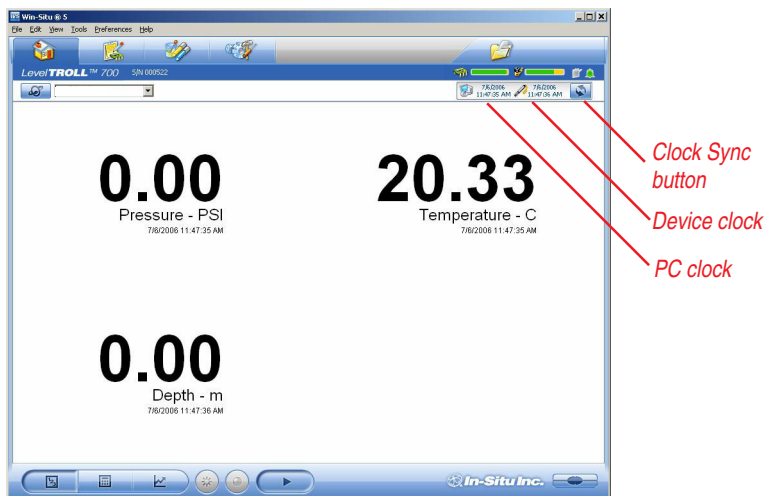 Win-Situ ® 5
File Edit View Tools Preferences Help
LevelTROLL™ 700 S/N 000522
7/6/2006 11:47:35 AM
7/6/2006 11:47:36 AM
0.00
Pressure - PSI
7/6/2006 11:47:35 AM
20.33
Temperature - C
7/6/2006 11:47:35 AM
0.00
Depth - m
7/6/2006 11:47:36 AM
In-Situ Inc.
Clock Sync
button
Device clock
PC clock